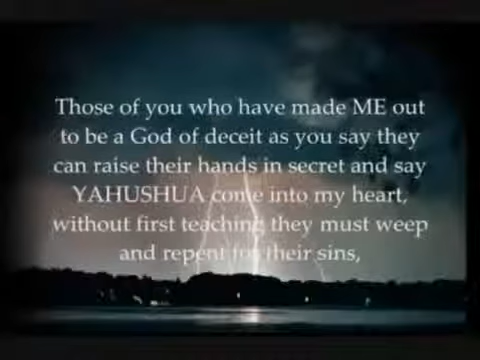 Those of you who have made ME out
to be a God of deceit as you say they
can raise their hands in secret and say
YAHUSHUA come into my heart,
without first teaching they must weep
and repent for their sins,